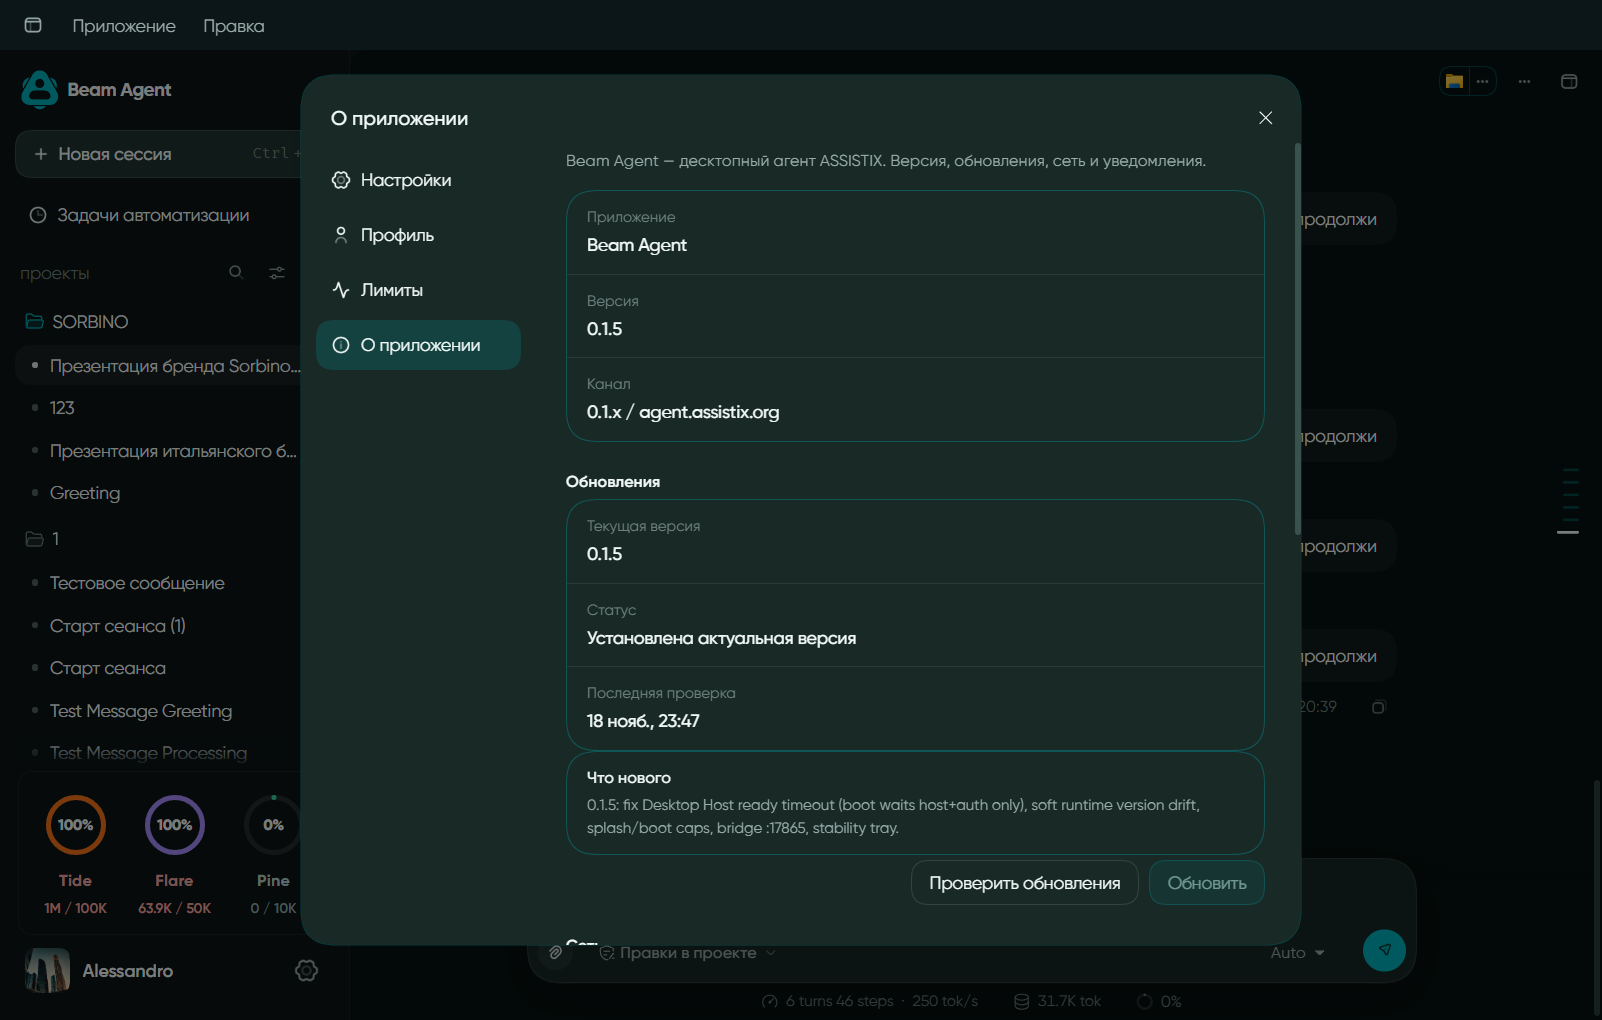 Приложение Правка
Beam Agent
Новая сессия Ctrl +
Задачи автоматизации
проекты
SORBINO
Презентация бренда Sorbino...
123
Презентация итальянского б...
Greeting
1
Тестовое сообщение
Старт сеанса (1)
Старт сеанса
Test Message Greeting
Test Message Processing
100% 100% 0%
Tide Flare Pine
1M / 100K 63.9K / 50K 0 / 10K
Alessandro
О приложении
Настройки
Профиль
Лимиты
О приложении
Beam Agent — десктопный агент ASSISTIX. Версия, обновления, сеть и уведомления.
Приложение
Beam Agent
Версия
0.1.5
Канал
0.1.x / agent.assistix.org
Обновления
Текущая версия
0.1.5
Статус
Установлена актуальная версия
Последняя проверка
18 нояб., 23:47
Что нового
0.1.5: fix Desktop Host ready timeout (boot waits host+auth only), soft runtime version drift,
splash/boot caps, bridge :17865, stability tray.
Проверить обновления Обновить
родолжи
родолжи
родолжи
родолжи
20:39
Правки в проекте
Auto
6 turns 46 steps · 250 tok/s 31.7K tok 0%